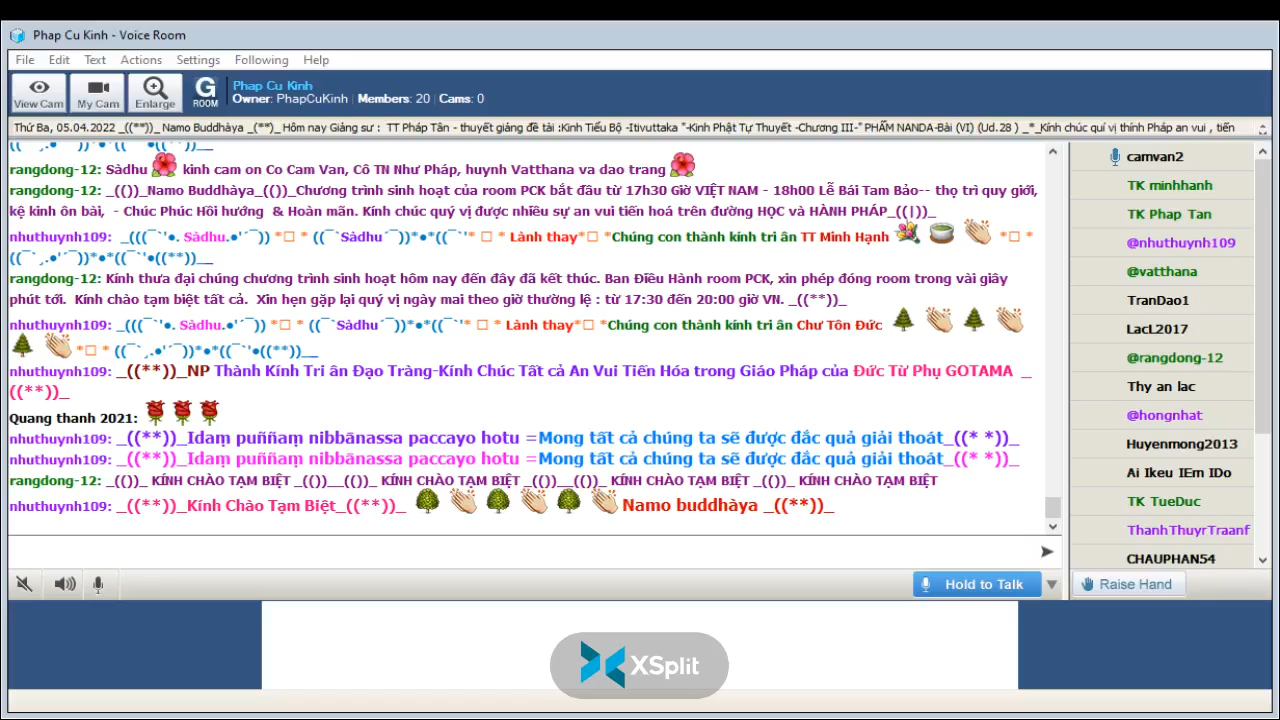 Phap Cu Kinh - Voice Room
File Edit Text Actions Settings Following Help
View Cam My Cam Enlarge G ROOM
Phap Cu Kinh
Owner: PhapCuKinh | Members: 20 | Cams: 0
Thứ Ba, 05.04.2022 _((**))_ Namo Buddhàya _(**)_ Hôm nay Giảng sư : TT Pháp Tân - thuyết giảng đề tài :Kinh Tiểu Bộ -Itivuttaka "-Kinh Phật Tự Thuyết -Chương III-" PHẨM NANDA-Bài (VI) (Ud.28 ) _*_Kính chúc quí vị thính Pháp an vui , tiến
rangdong-12: Sàdhu kinh cam on Co Cam Van, Cô TN Như Pháp, huynh Vatthana va dao trang
rangdong-12: _(())_Namo Buddhàya_(())_Chương trình sinh hoạt của room PCK bắt đầu từ 17h30 Giờ VIỆT NAM - 18h00 Lễ Bái Tam Bảo-- thọ trì quy giới,
kệ kinh ôn bài, - Chúc Phúc Hồi hướng & Hoàn mãn. Kính chúc quý vị được nhiều sự an vui tiến hoá trên đường HỌC và HÀNH PHÁP_((|))_
nhuthuynh109: _(((¯`'•. Sàdhu.•'´¯)) *□ * ((¯`Sàdhu´¯))*•*((¯`'* □ * Lành thay*□ *Chúng con thành kính tri ân TT Minh Hạnh *□ *
((¯`¸.•'´¯))*•*((¯`'•((**))__
rangdong-12: Kính thưa đại chúng chương trình sinh hoạt hôm nay đến đây đã kết thúc. Ban Điều Hành room PCK, xin phép đóng room trong vài giây
phút tới. Kính chào tạm biệt tất cả. Xin hẹn gặp lại quý vị ngày mai theo giờ thường lệ : từ 17:30 đến 20:00 giờ VN. _((**))_
nhuthuynh109: _(((¯`'•. Sàdhu.•'´¯)) *□ * ((¯`Sàdhu´¯))*•*((¯`'* □ * Lành thay*□ *Chúng con thành kính tri ân Chư Tôn Đức
*□ * ((¯`¸.•'´¯))*•*((¯`'•((**))__
nhuthuynh109: _((**))_NP Thành Kính Tri ân Đạo Tràng-Kính Chúc Tất cả An Vui Tiến Hóa trong Giáo Pháp của Đức Từ Phụ GOTAMA _
((**))_
Quang thanh 2021:
nhuthuynh109: _((**))_Idaṃ puññaṃ nibbānassa paccayo hotu =Mong tất cả chúng ta sẽ được đắc quả giải thoát_((* *))_
nhuthuynh109: _((**))_Idaṃ puññaṃ nibbānassa paccayo hotu =Mong tất cả chúng ta sẽ được đắc quả giải thoát_((* *))_
rangdong-12: _(())_ KÍNH CHÀO TẠM BIỆT _(())__(())_ KÍNH CHÀO TẠM BIỆT _(())__(())_ KÍNH CHÀO TẠM BIỆT _(())_ KÍNH CHÀO TẠM BIỆT
nhuthuynh109: _((**))_Kính Chào Tạm Biệt_((**))_ Namo buddhàya _((**))_
camvan2
TK minhhanh
TK Phap Tan
@nhuthuynh109
@vatthana
TranDao1
LacL2017
@rangdong-12
Thy an lac
@hongnhat
Huyenmong2013
Ai Ikeu IEm IDo
TK TueDuc
ThanhThuyrTraanf
CHAUPHAN54
Hold to Talk
Raise Hand
XSplit